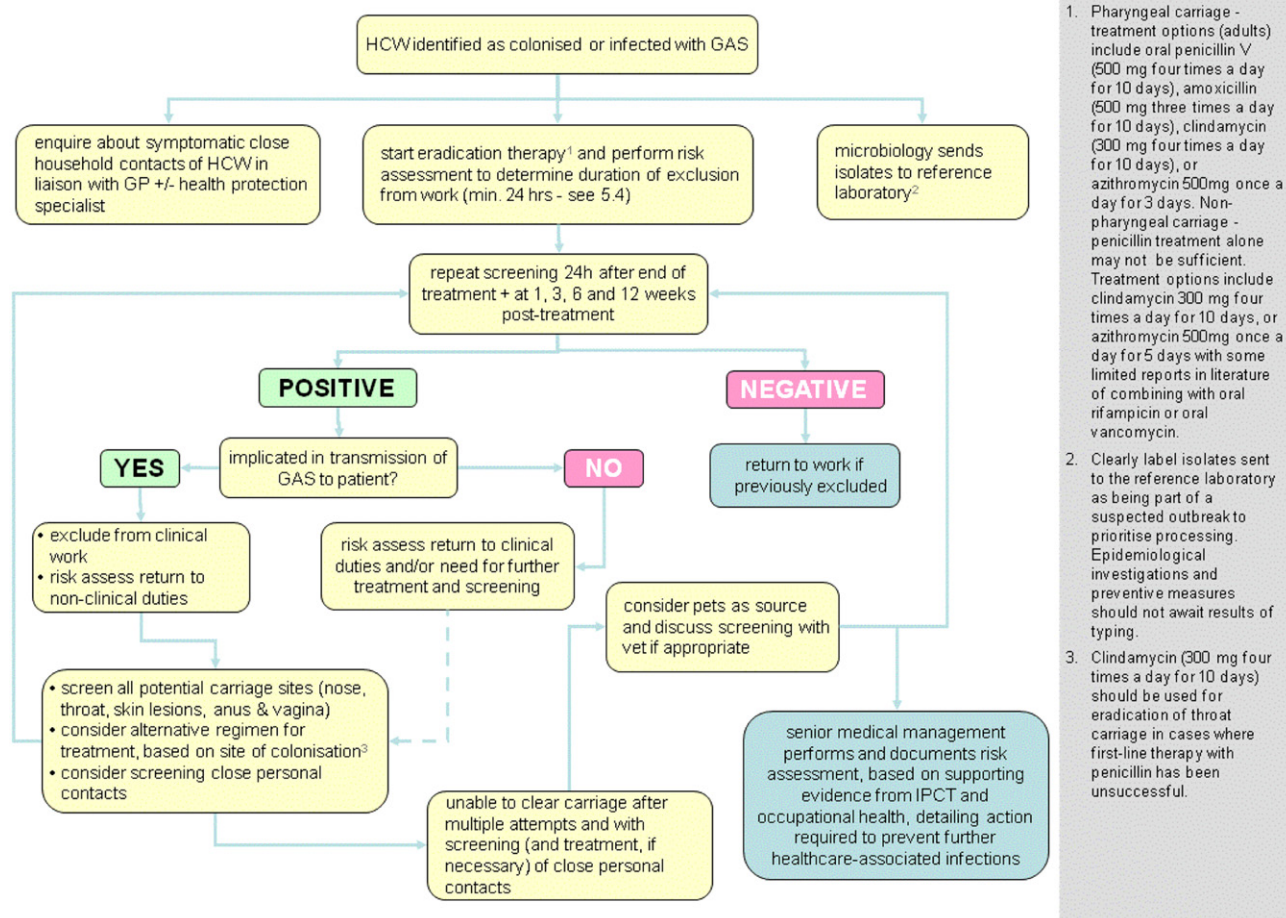 HCW identified as colonised or infected with GAS
enquire about symptomatic close
household contacts of HCW in
liaison with GP +/- health protection
specialist
start eradication therapy¹ and perform risk
assessment to determine duration of exclusion
from work (min. 24 hrs - see 5.4)
microbiology sends
isolates to reference
laboratory²
repeat screening 24h after end of
treatment + at 1, 3, 6 and 12 weeks
post-treatment
POSITIVE
NEGATIVE
YES
implicated in transmission of
GAS to patient?
NO
return to work if
previously excluded
• exclude from clinical
work
• risk assess return to
non-clinical duties
risk assess return to clinical
duties and/or need for further
treatment and screening
consider pets as source
and discuss screening with
vet if appropriate
• screen all potential carriage sites (nose,
throat, skin lesions, anus & vagina)
• consider alternative regimen for
treatment, based on site of colonisation³
• consider screening close personal
contacts
unable to clear carriage after
multiple attempts and with
screening (and treatment, if
necessary) of close personal
contacts
senior medical management
performs and documents risk
assessment, based on supporting
evidence from IPCT and
occupational health, detailing action
required to prevent further
healthcare-associated infections
1. Pharyngeal carriage -
treatment options (adults)
include oral penicillin V
(500 mg four times a day
for 10 days), amoxicillin
(500 mg three times a day
for 10 days), clindamycin
(300 mg four times a day
for 10 days), or
azithromycin 500mg once a
day for 3 days. Non-
pharyngeal carriage -
penicillin treatment alone
may not be sufficient.
Treatment options include
clindamycin 300 mg four
times a day for 10 days, or
azithromycin 500mg once a
day for 5 days with some
limited reports in literature
of combining with oral
rifampicin or oral
vancomycin.
2. Clearly label isolates sent
to the reference laboratory
as being part of a
suspected outbreak to
prioritise processing.
Epidemiological
investigations and
preventive measures
should not await results of
typing.
3. Clindamycin (300 mg four
times a day for 10 days)
should be used for
eradication of throat
carriage in cases where
first-line therapy with
penicillin has been
unsuccessful.